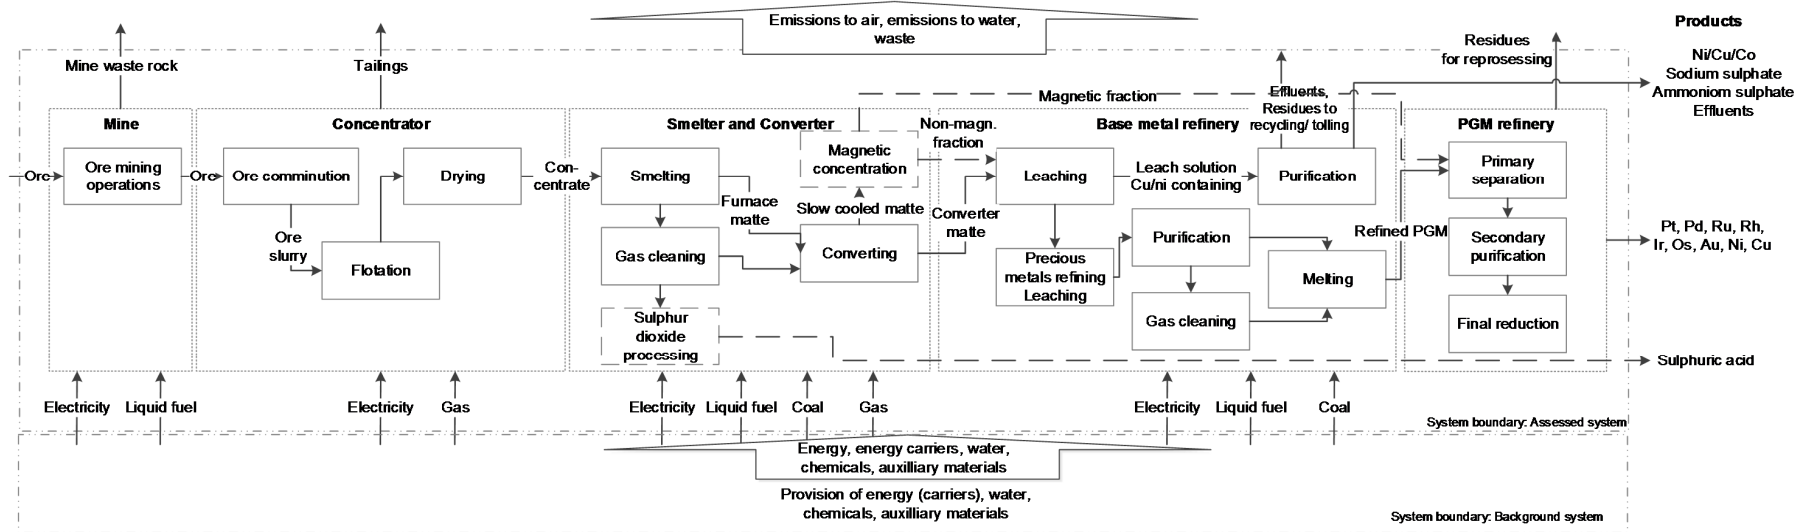 Emissions to air, emissions to water,
waste
Products
Mine waste rock
Tailings
Residues
for reprosessing
Ni/Cu/Co
Sodium sulphate
Ammoniom sulphate
Effluents
Magnetic fraction
Effluents,
Residues to
recycling/ tolling
Mine
Concentrator
Smelter and Converter
Non-magn.
fraction
Base metal refinery
PGM refinery
Ore
Ore mining
operations
Ore
Ore comminution
Drying
Con-
centrate
Smelting
Magnetic
concentration
Leaching
Leach solution
Cu/ni containing
Purification
Primary
separation
Furnace
matte
Slow cooled matte
Converter
matte
Ore
slurry
Flotation
Gas cleaning
Converting
Precious
metals refining
Leaching
Purification
Melting
Refined PGM
Secondary
purification
Pt, Pd, Ru, Rh,
Ir, Os, Au, Ni, Cu
Sulphur
dioxide
processing
Gas cleaning
Final reduction
Sulphuric acid
Electricity
Liquid fuel
Electricity
Gas
Electricity
Liquid fuel
Coal
Gas
Electricity
Liquid fuel
Coal
System boundary: Assessed system
Energy, energy carriers, water,
chemicals, auxilliary materials
Provision of energy (carriers), water,
chemicals, auxilliary materials
System boundary: Background system